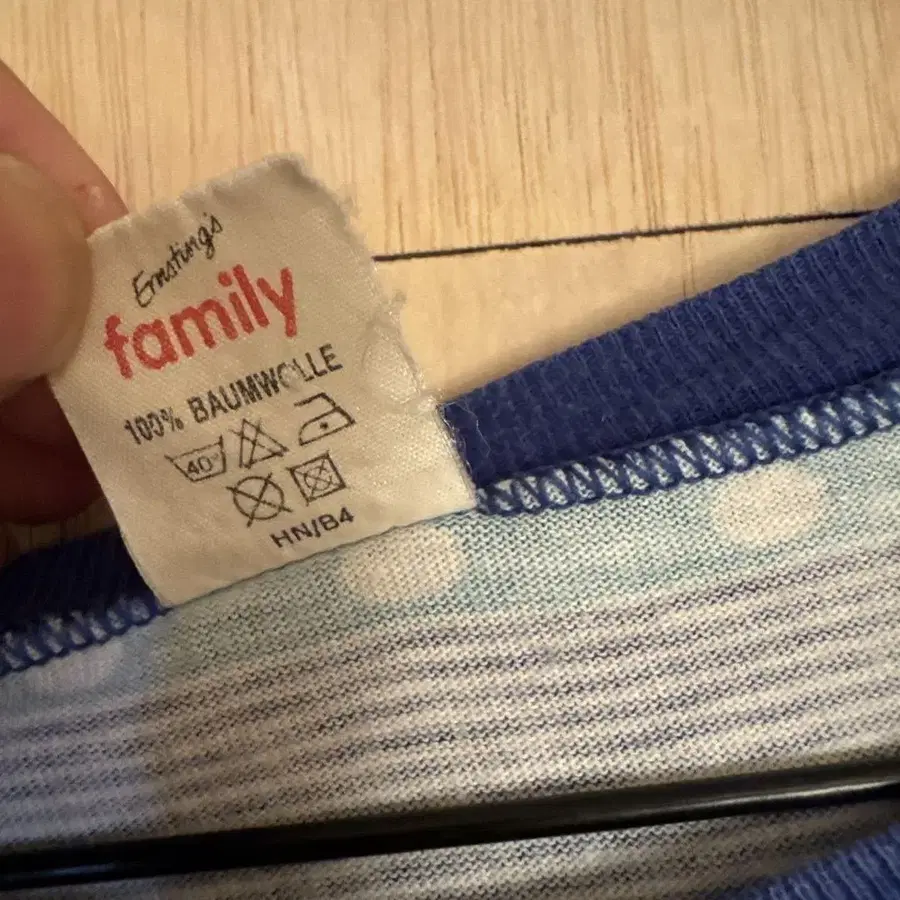 Ernsting's
family
100% BAUMWOLLE
40°
HN/B4